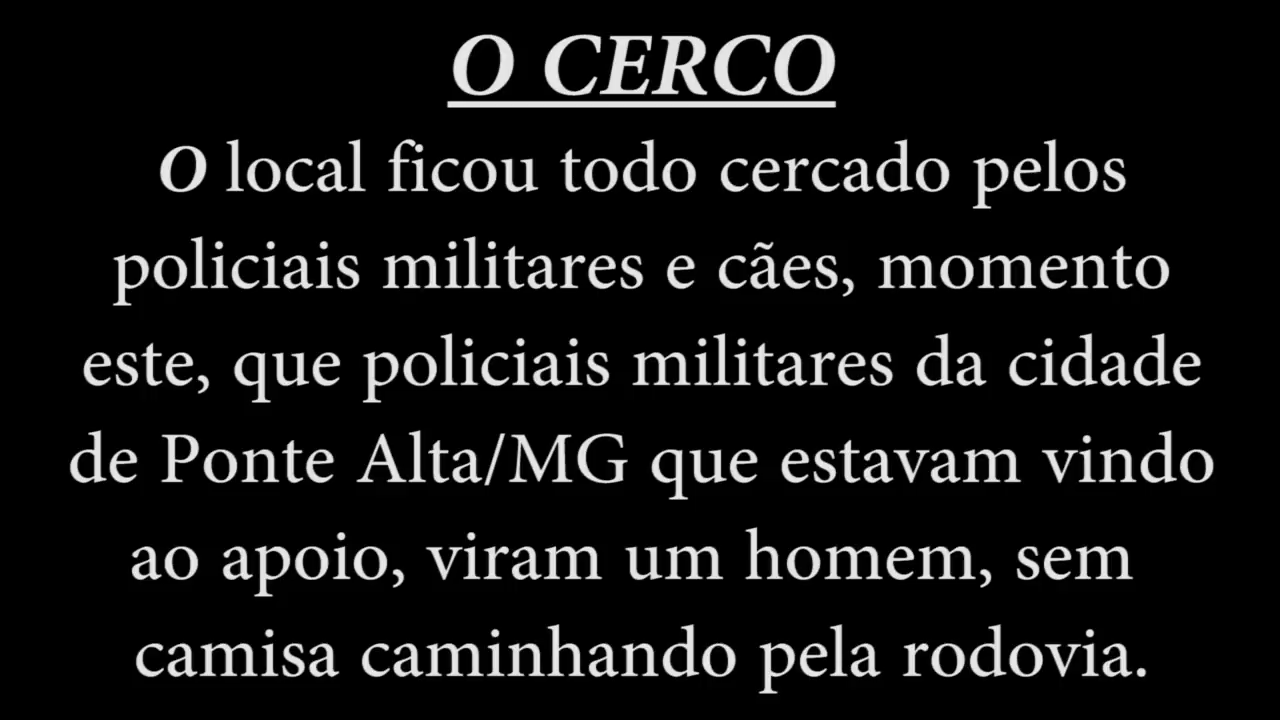 O CERCO
O local ficou todo cercado pelos
policiais militares e cães, momento
este, que policiais militares da cidade
de Ponte Alta/MG que estavam vindo
ao apoio, viram um homem, sem
camisa caminhando pela rodovia.